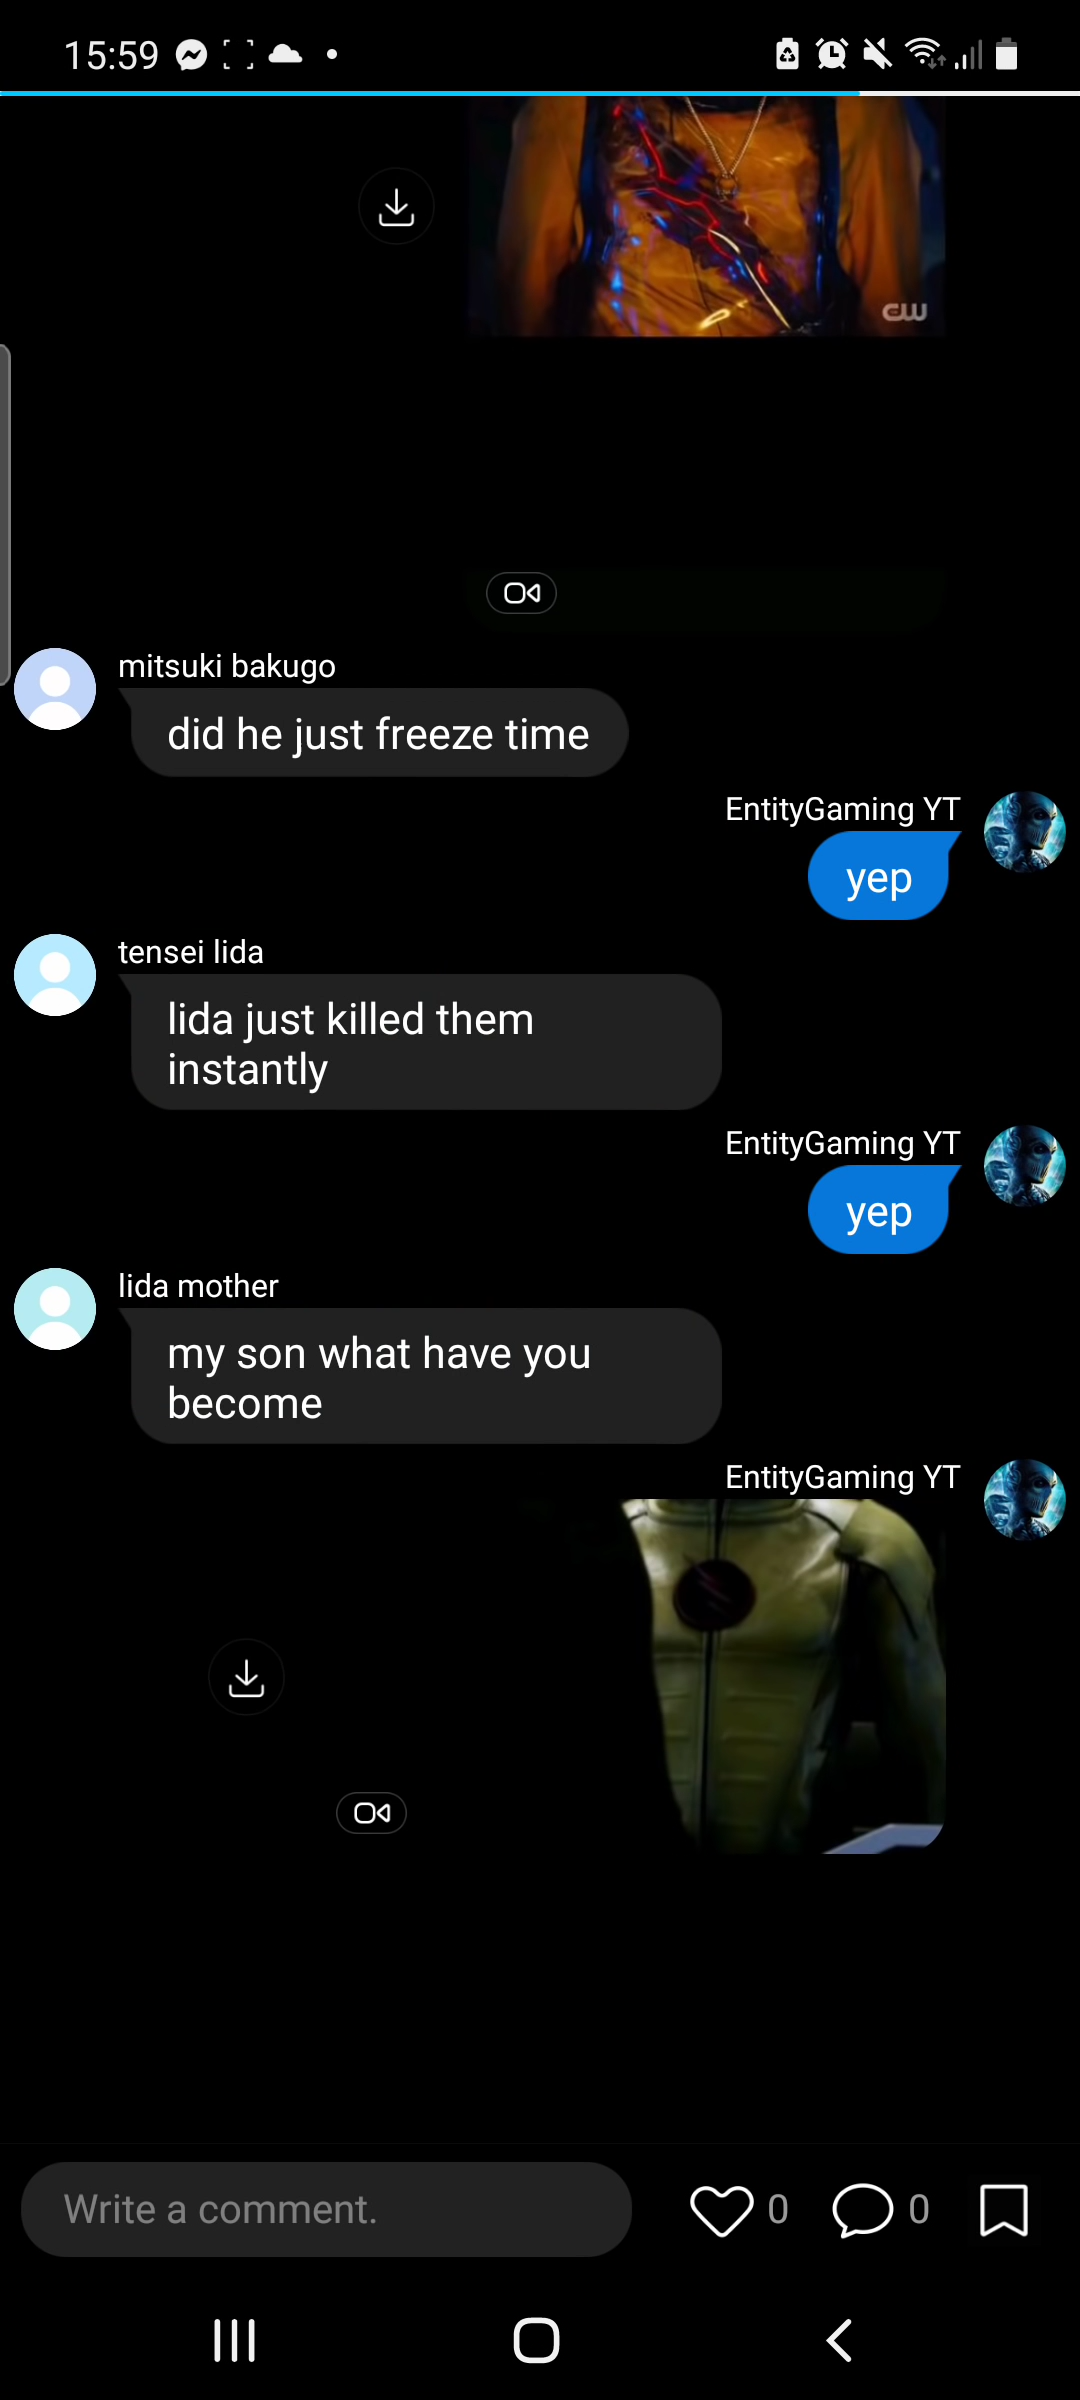 15:59
CW
mitsuki bakugo
did he just freeze time
EntityGaming YT
yep
tensei lida
lida just killed them
instantly
EntityGaming YT
yep
lida mother
my son what have you
become
EntityGaming YT
Write a comment.
0
0